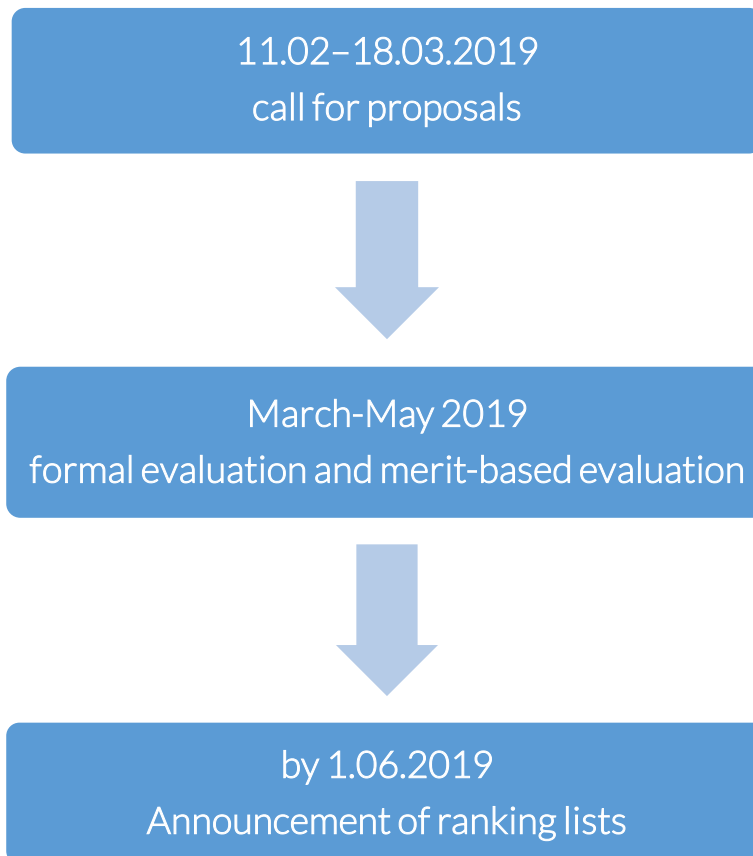 11.02–18.03.2019
call for proposals
March-May 2019
formal evaluation and merit-based evaluation
by 1.06.2019
Announcement of ranking lists